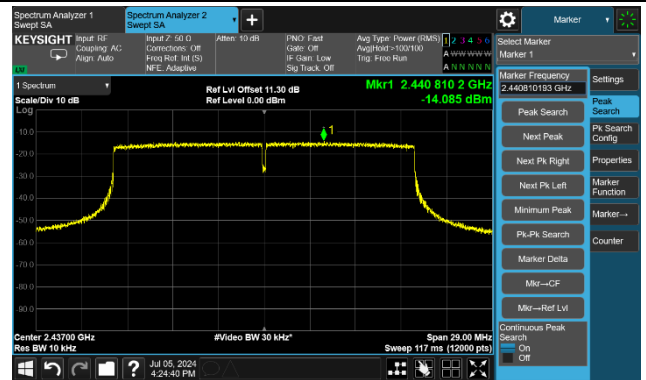 Spectrum Analyzer 1
Swept SA
Spectrum Analyzer 2
Swept SA
Marker
KEYSIGHT
Input: RF
Coupling: AC
Align: Auto
Input Z: 50 Ω
Corrections: Off
Freq Ref: Int (S)
NFE: Adaptive
Atten: 10 dB
PNO: Fast
Gate: Off
IF Gain: Low
Sig Track: Off
Avg Type: Power (RMS)
Avg|Hold:>100/100
Trig: Free Run
1 2 3 4 5 6
A W W W W W
A N N N N N
Select Marker
Marker 1
1 Spectrum
Scale/Div 10 dB
Log
Ref Lvl Offset 11.30 dB
Ref Level 0.00 dBm
Mkr1 2.440 810 2 GHz
-14.085 dBm
1
-10.0
-20.0
-30.0
-40.0
-50.0
-60.0
-70.0
-80.0
-90.0
Center 2.43700 GHz
Res BW 10 kHz
#Video BW 30 kHz*
Span 29.00 MHz
Sweep 117 ms (12000 pts)
Marker Frequency
2.440810193 GHz
Peak Search
Next Peak
Next Pk Right
Next Pk Left
Minimum Peak
Pk-Pk Search
Marker Delta
Mkr→CF
Mkr→Ref Lvl
Continuous Peak
Search
On
Off
Settings
Peak
Search
Pk Search
Config
Properties
Marker
Function
Marker→
Counter
Jul 05, 2024
4:24:40 PM